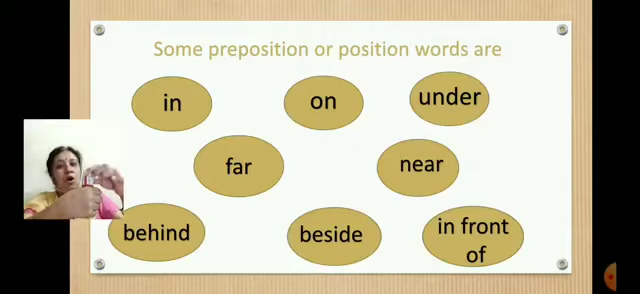 Some preposition or position words are
in
on
under
far
near
behind
beside
in front
of